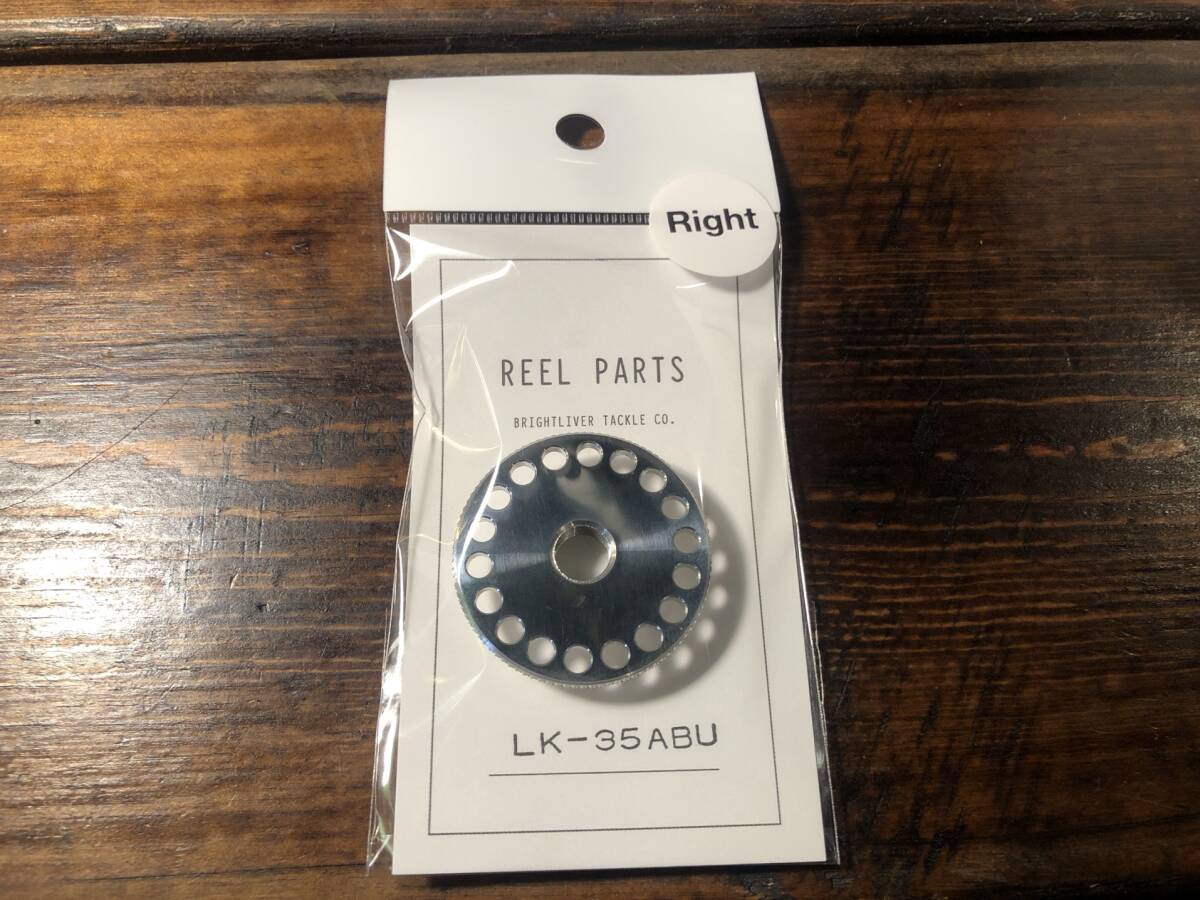 Right
REEL PARTS
BRIGHTLIVER TACKLE CO.
LK-35ABU